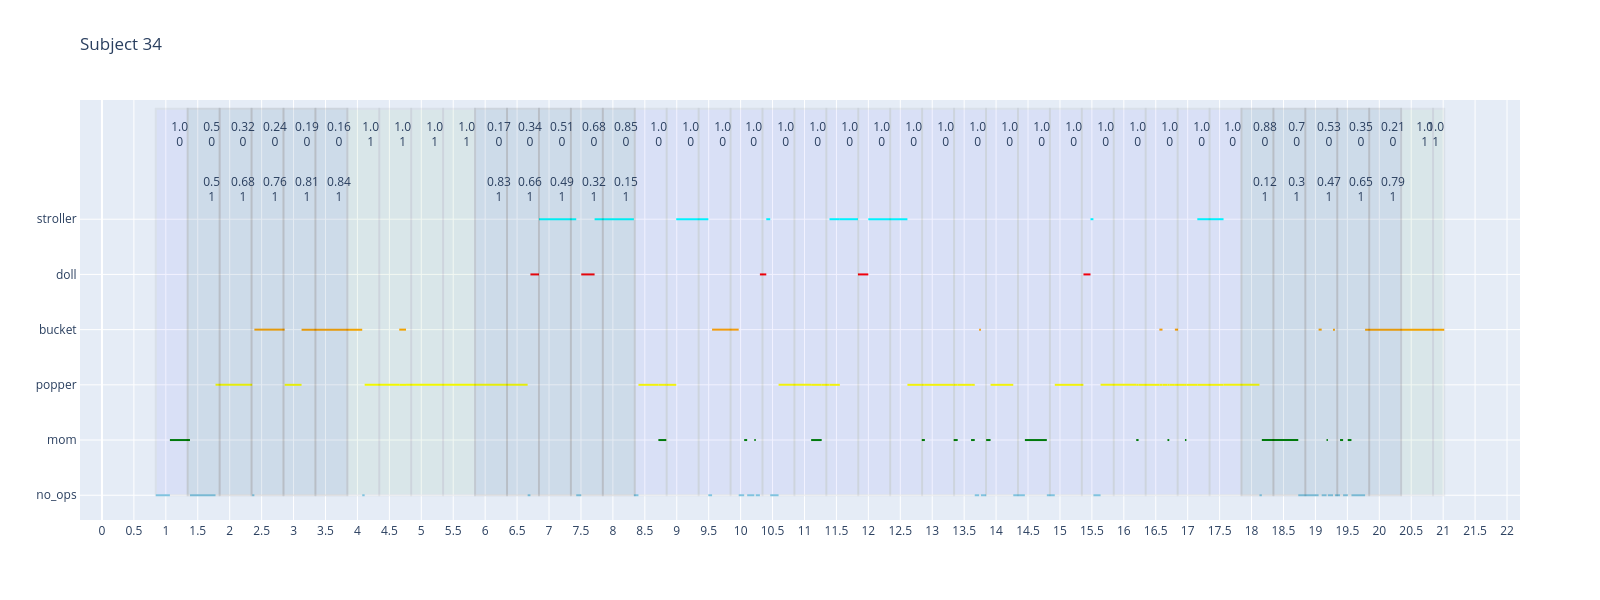 Subject 34
1.0 0.5 0.32 0.24 0.19 0.16 1.0 1.0 1.0 1.0 0.17 0.34 0.51 0.68 0.85 1.0 1.0 1.0 1.0 1.0 1.0 1.0 1.0 1.0 1.0 1.0 1.0 1.0 1.0 1.0 1.0 1.0 1.0 1.0 0.88 0.7 0.53 0.35 0.21 1.0 1.0
0 0 0 0 0 0 1 1 1 1 0 0 0 0 0 0 0 0 0 0 0 0 0 0 0 0 0 0 0 0 0 0 0 0 0 0 0 0 0 1 1
0.5 0.68 0.76 0.81 0.84 0.83 0.66 0.49 0.32 0.15 0.12 0.3 0.47 0.65 0.79
1 1 1 1 1 1 1 1 1 1 1 1 1 1 1
stroller
doll
bucket
popper
mom
no_ops
0 0.5 1 1.5 2 2.5 3 3.5 4 4.5 5 5.5 6 6.5 7 7.5 8 8.5 9 9.5 10 10.5 11 11.5 12 12.5 13 13.5 14 14.5 15 15.5 16 16.5 17 17.5 18 18.5 19 19.5 20 20.5 21 21.5 22